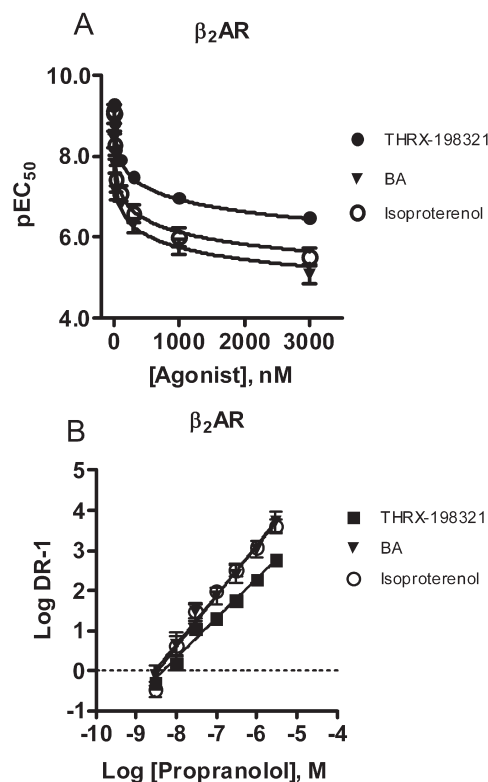 A
β₂AR
10.0
8.0
6.0
4.0
pEC₅₀
0 1000 2000 3000
[Agonist], nM
THRX-198321
BA
Isoproterenol
B
β₂AR
5
4
3
2
1
0
-1
Log DR-1
-10 -9 -8 -7 -6 -5 -4
Log [Propranolol], M
THRX-198321
BA
Isoproterenol